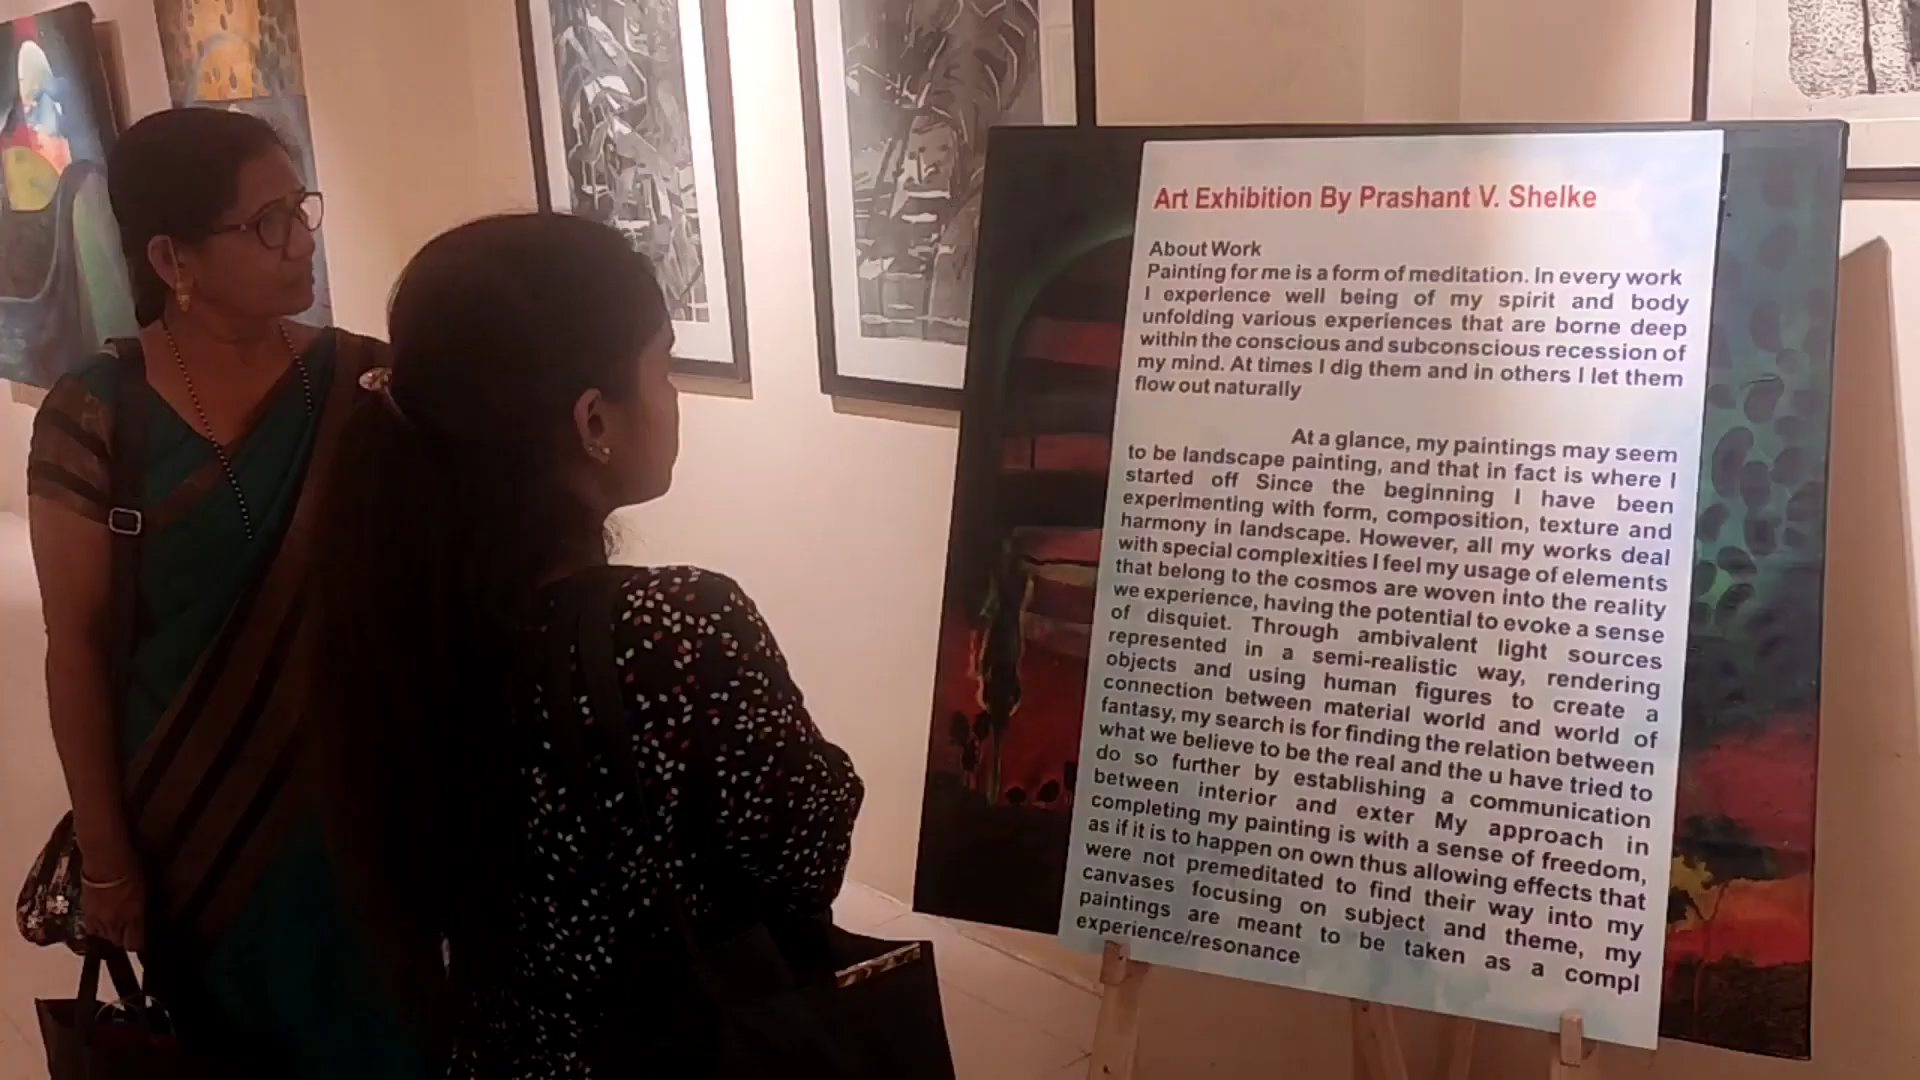 Art Exhibition By Prashant V. Shelke
About Work
Painting for me is a form of meditation. In every work
I experience well being of my spirit and body
unfolding various experiences that are borne deep
within the conscious and subconscious recession of
my mind. At times I dig them and in others I let them
flow out naturally
At a glance, my paintings may seem
to be landscape painting, and that in fact is where I
started off Since the beginning I have been
experimenting with form, composition, texture and
harmony in landscape. However, all my works deal
with special complexities I feel my usage of elements
that belong to the cosmos are woven into the reality
we experience, having the potential to evoke a sense
of disquiet. Through ambivalent light sources
represented in a semi-realistic way, rendering
objects and using human figures to create a
connection between material world and world of
fantasy, my search is for finding the relation between
what we believe to be the real and the u have tried to
do so further by establishing a communication
between interior and exter My approach in
completing my painting is with a sense of freedom,
as if it is to happen on own thus allowing effects that
were not premeditated to find their way into my
canvases focusing on subject and theme, my
paintings are meant to be taken as a compl
experience/resonance